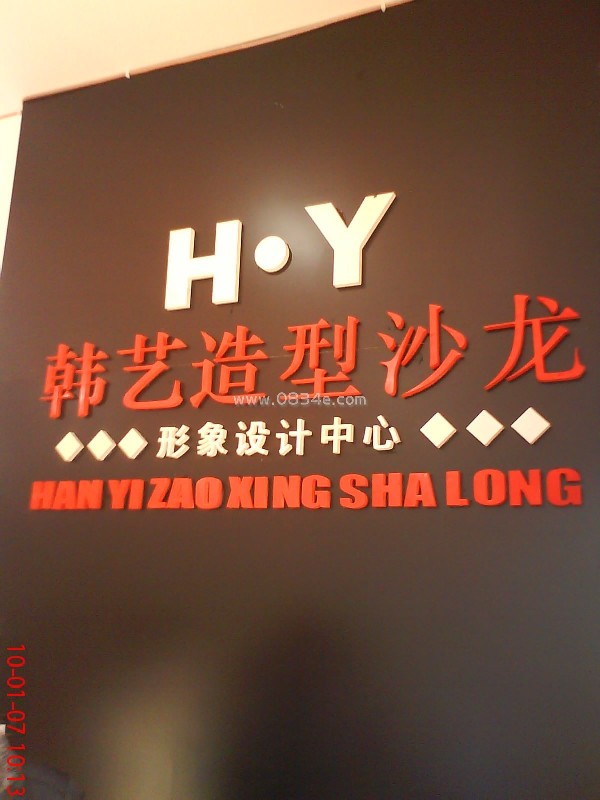 H·Y
韩艺造型沙龙
www.0834e.com
◆◆◆形象设计中心◆◆◆
HAN YI ZAO XING SHA LONG
10-01-07 10:13